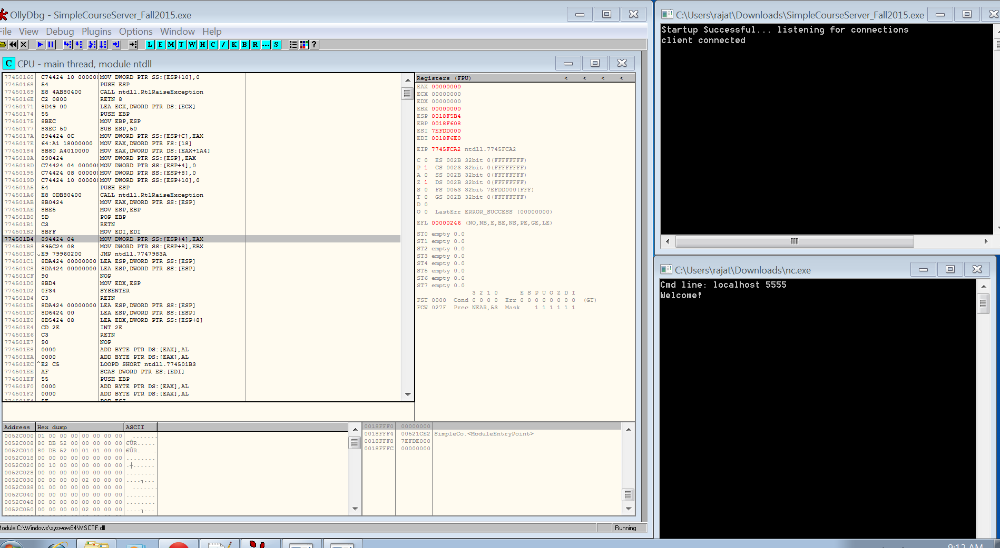 OllyDbg - SimpleCourseServer_Fall2015.exe
File View Debug Plugins Options Window Help
L E M T W H C / K B R ... S ?
C CPU - main thread, module ntdll
77450160 C74424 10 000000 MOV DWORD PTR SS:[ESP+10],0
77450168 54 PUSH ESP
77450169 E8 4AB80400 CALL ntdll.RtlRaiseException
7745016E C2 0800 RETN 8
77450171 8D49 00 LEA ECX,DWORD PTR DS:[ECX]
77450174 55 PUSH EBP
77450175 8BEC MOV EBP,ESP
77450177 83EC 50 SUB ESP,50
7745017A 894424 0C MOV DWORD PTR SS:[ESP+C],EAX
7745017E 64:A1 18000000 MOV EAX,DWORD PTR FS:[18]
77450184 8B80 A4010000 MOV EAX,DWORD PTR DS:[EAX+1A4]
7745018A 890424 MOV DWORD PTR SS:[ESP],EAX
7745018D C74424 04 000000 MOV DWORD PTR SS:[ESP+4],0
77450195 C74424 08 000000 MOV DWORD PTR SS:[ESP+8],0
7745019D C74424 10 000000 MOV DWORD PTR SS:[ESP+10],0
774501A5 54 PUSH ESP
774501A6 E8 0DB80400 CALL ntdll.RtlRaiseException
774501AB 8B0424 MOV EAX,DWORD PTR SS:[ESP]
774501AE 8BE5 MOV ESP,EBP
774501B0 5D POP EBP
774501B1 C3 RETN
774501B2 8BFF MOV EDI,EDI
774501B4 894424 04 MOV DWORD PTR SS:[ESP+4],EAX
774501B8 895C24 08 MOV DWORD PTR SS:[ESP+8],EBX
774501BC E9 79960200 JMP ntdll.7747983A
774501C1 8DA424 00000000 LEA ESP,DWORD PTR SS:[ESP]
774501C8 8DA424 00000000 LEA ESP,DWORD PTR SS:[ESP]
774501CF 90 NOP
774501D0 8BD4 MOV EDX,ESP
774501D2 0F34 SYSENTER
774501D4 C3 RETN
774501D5 8DA424 00000000 LEA ESP,DWORD PTR SS:[ESP]
774501DC 8D6424 00 LEA ESP,DWORD PTR SS:[ESP]
774501E0 8D5424 08 LEA EDX,DWORD PTR SS:[ESP+8]
774501E4 CD 2E INT 2E
774501E6 C3 RETN
774501E7 90 NOP
774501E8 0000 ADD BYTE PTR DS:[EAX],AL
774501EA 0000 ADD BYTE PTR DS:[EAX],AL
774501EC ^E2 C5 LOOPD SHORT ntdll.774501B3
774501EE AF SCAS DWORD PTR ES:[EDI]
774501EF 55 PUSH EBP
774501F0 0000 ADD BYTE PTR DS:[EAX],AL
774501F2 0000 ADD BYTE PTR DS:[EAX],AL
774501F4 5E POP ESI
Registers (FPU) < < < <
EAX 00000000
ECX 00000000
EDX 00000000
EBX 00000000
ESP 0018F5B4
EBP 0018F608
ESI 7EFDD000
EDI 0018F6E0
EIP 7745FCA2 ntdll.7745FCA2
C 0 ES 002B 32bit 0(FFFFFFFF)
P 1 CS 0023 32bit 0(FFFFFFFF)
A 0 SS 002B 32bit 0(FFFFFFFF)
Z 1 DS 002B 32bit 0(FFFFFFFF)
S 0 FS 0053 32bit 7EFDD000(FFF)
T 0 GS 002B 32bit 0(FFFFFFFF)
D 0
O 0 LastErr ERROR_SUCCESS (00000000)
EFL 00000246 (NO,NB,E,BE,NS,PE,GE,LE)
ST0 empty 0.0
ST1 empty 0.0
ST2 empty 0.0
ST3 empty 0.0
ST4 empty 0.0
ST5 empty 0.0
ST6 empty 0.0
ST7 empty 0.0
3 2 1 0 E S P U O Z D I
FST 0000 Cond 0 0 0 0 Err 0 0 0 0 0 0 0 0 (GT)
FCW 027F Prec NEAR,53 Mask 1 1 1 1 1 1
Address Hex dump ASCII
0052C000 01 00 00 00 00 00 00 00 .......
0052C008 80 DB 52 00 00 00 00 00 €ÛR.....
0052C010 80 DB 52 00 01 01 00 00 €ÛR. .
0052C018 00 00 00 00 00 00 00 00 ........
0052C020 00 10 00 00 00 00 00 00 .┼......
0052C028 00 00 00 00 00 00 00 00 ........
0052C030 00 00 00 00 02 00 00 00 ....┐...
0052C038 01 00 00 00 00 00 00 00 .......
0052C040 00 00 00 00 00 00 00 00 ........
0052C048 00 00 00 00 00 00 00 00 ........
0052C050 00 00 00 00 02 00 00 00 ....┐...
0018FFF0 00000000
0018FFF4 00521CE2 SimpleCo.<ModuleEntryPoint>
0018FFF8 7EFDE000
0018FFFC 00000000
Module C:\Windows\syswow64\MSCTF.dll
Running
C:\Users\rajat\Downloads\SimpleCourseServer_Fall2015.exe
Startup Successful... listening for connections
client connected
C:\Users\rajat\Downloads\nc.exe
Cmd line: localhost 5555
Welcome!
9:12 AM